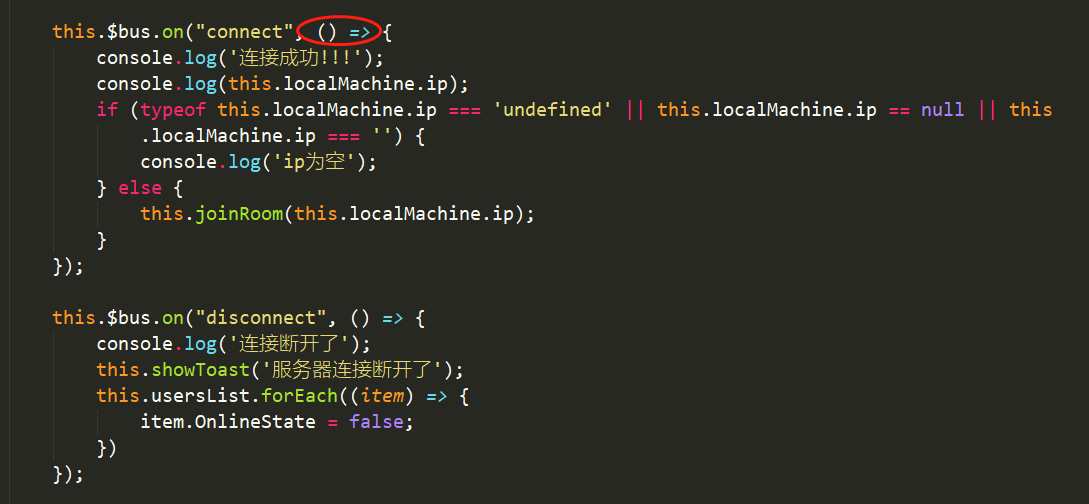 this.$bus.on("connect", () => {
console.log('连接成功!!!');
console.log(this.localMachine.ip);
if (typeof this.localMachine.ip === 'undefined' || this.localMachine.ip == null || this
.localMachine.ip === '') {
console.log('ip为空');
} else {
this.joinRoom(this.localMachine.ip);
}
});
this.$bus.on("disconnect", () => {
console.log('连接断开了');
this.showToast('服务器连接断开了');
this.usersList.forEach((item) => {
item.OnlineState = false;
})
});